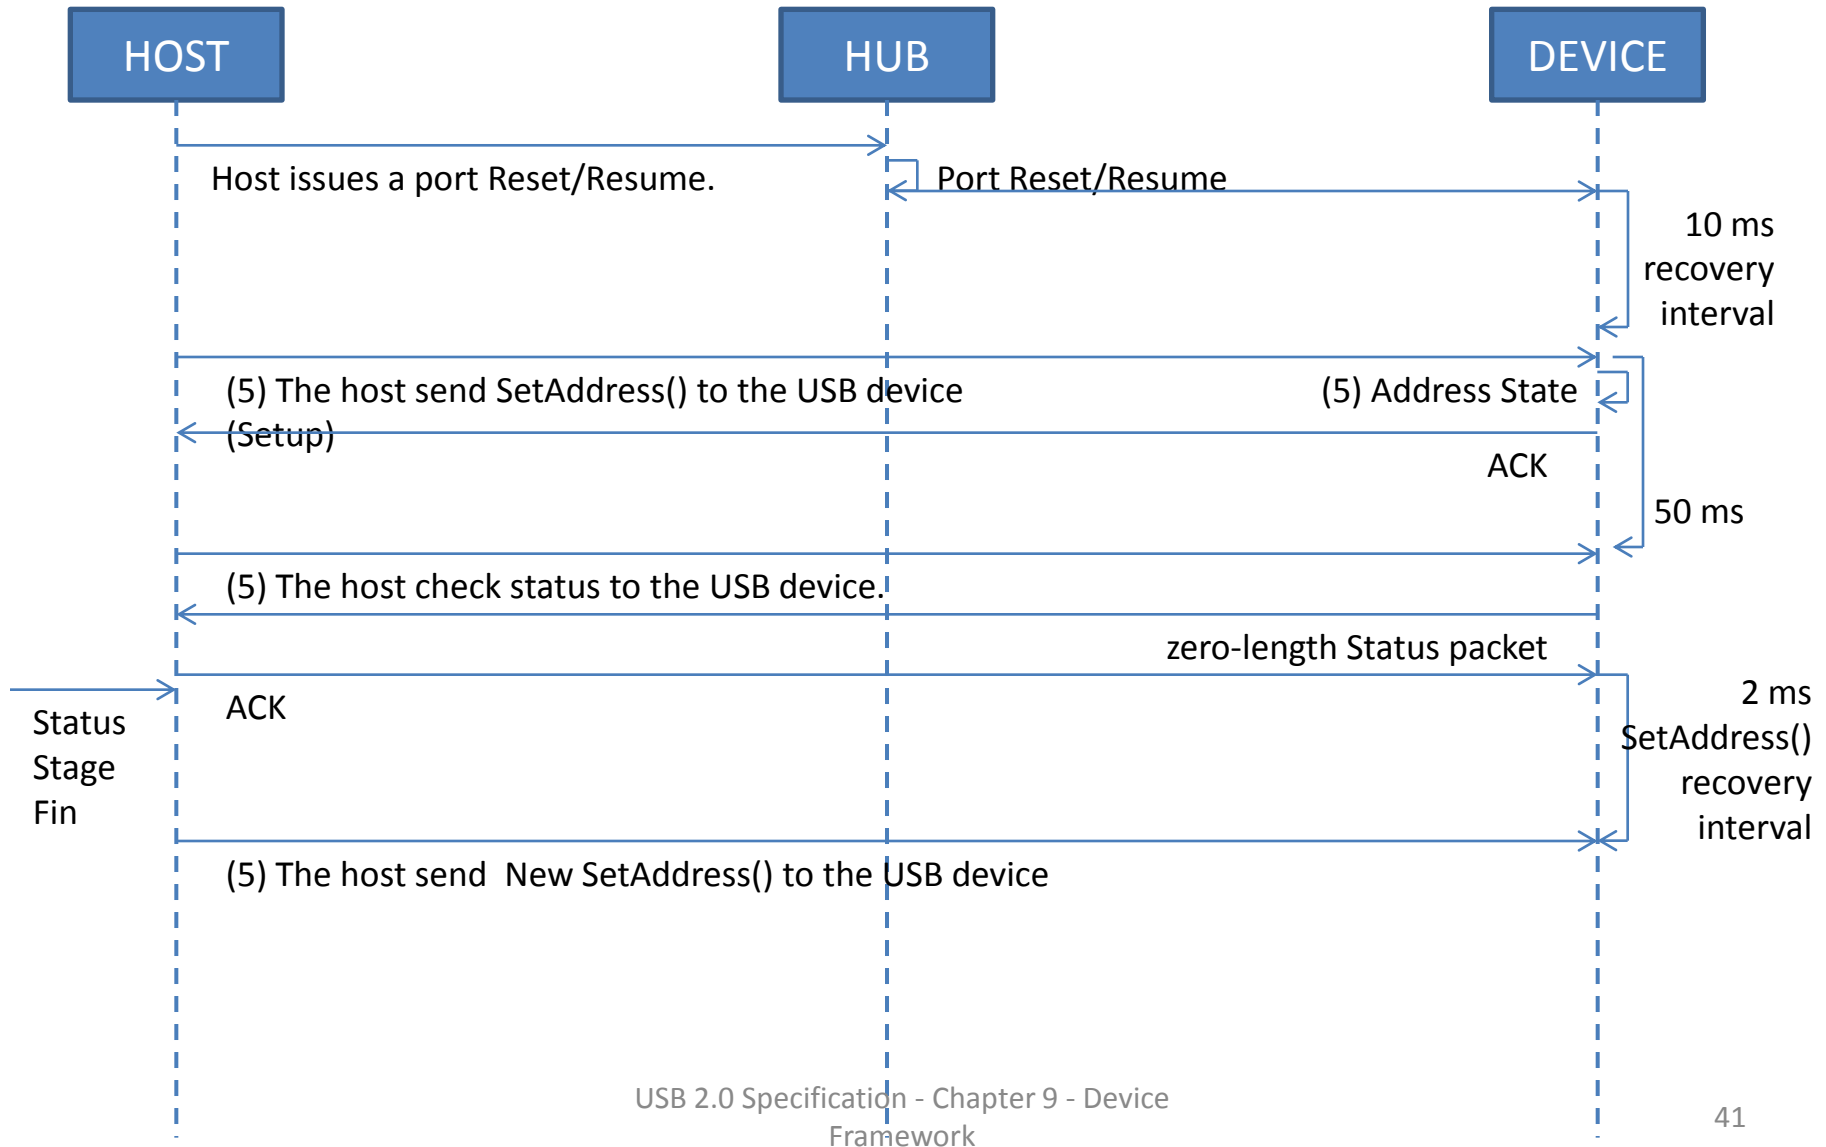 HOST
HUB
DEVICE
Host issues a port Reset/Resume.
Port Reset/Resume
10 ms
recovery
interval
(5) The host send SetAddress() to the USB device
(Setup)
(5) Address State
ACK
50 ms
(5) The host check status to the USB device.
zero-length Status packet
ACK
Status
Stage
Fin
2 ms
SetAddress()
recovery
interval
(5) The host send  New SetAddress() to the USB device
USB 2.0 Specification - Chapter 9 - Device
Framework
41